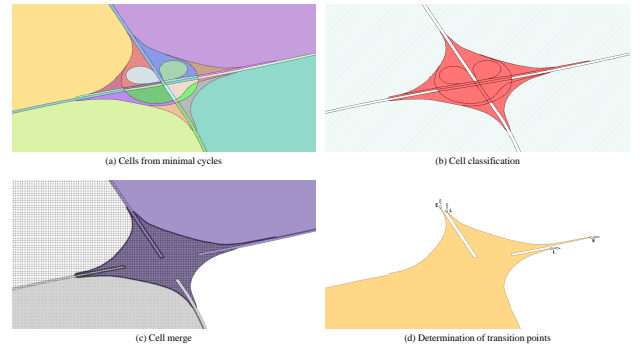 (a) Cells from minimal cycles
(b) Cell classification
(c) Cell merge
(d) Determination of transition points